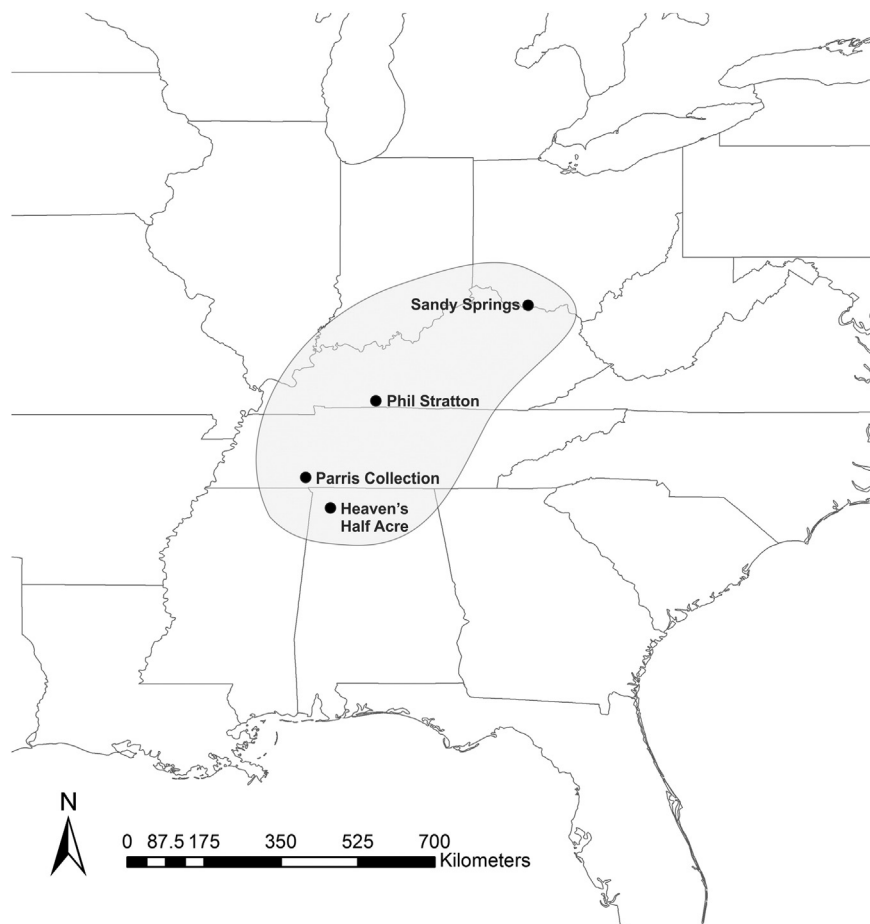 Sandy Springs
Phil Stratton
Parris Collection
Heaven's
Half Acre
N
0 87.5 175 350 525 700
Kilometers